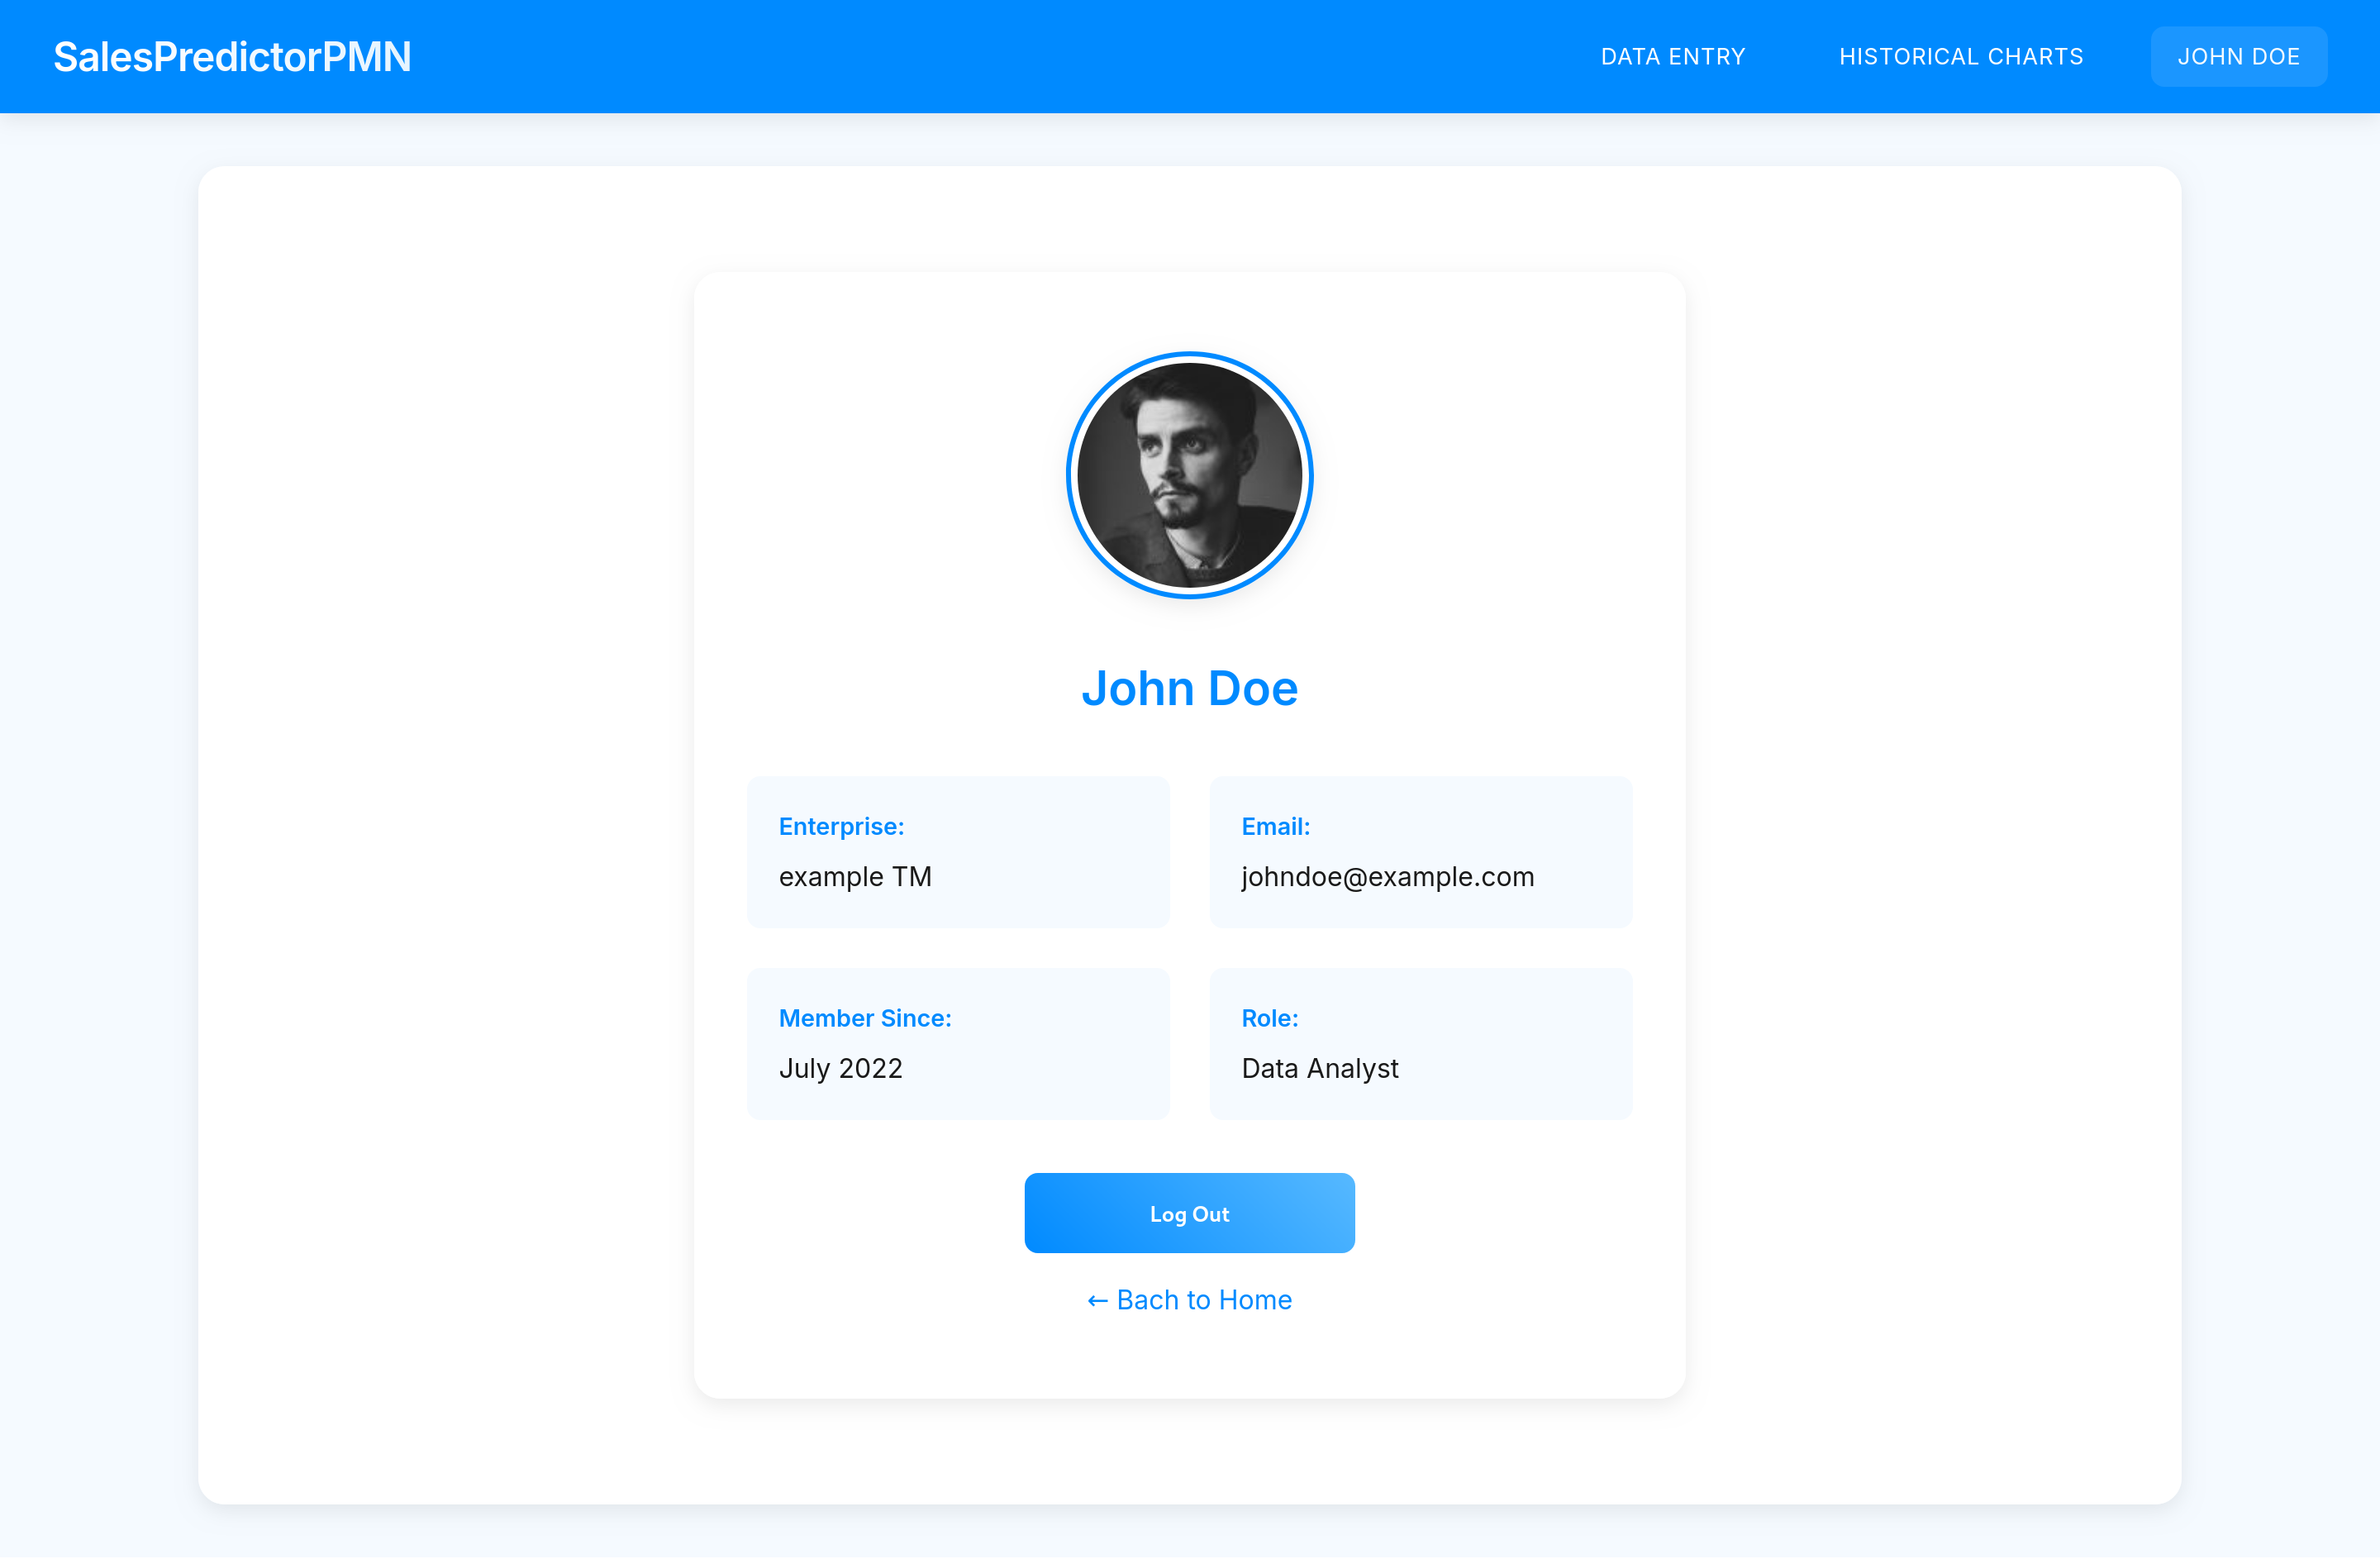 SalesPredictorPMN
DATA ENTRY
HISTORICAL CHARTS
JOHN DOE
John Doe
Enterprise:
example TM
Email:
johndoe@example.com
Member Since:
July 2022
Role:
Data Analyst
Log Out
← Bach to Home